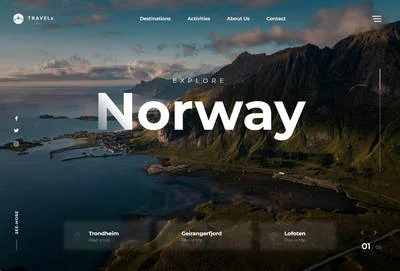 TRAVELx
Destinations
Activities
About Us
Contact
EXPLORE
Norway
SEE MORE
Trondheim
Plan a trip
Geirangerfjord
Plan a trip
Lofoten
Plan a trip
01 / 05